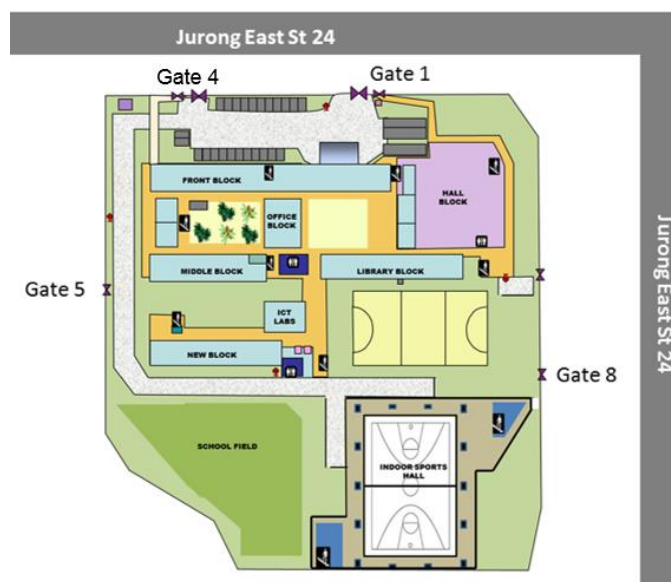 Jurong East St 24
Gate 4
Gate 1
FRONT BLOCK
HALL
BLOCK
OFFICE
BLOCK
MIDDLE BLOCK
LIBRARY BLOCK
Jurong East St 24
Gate 5
ICT
LABS
NEW BLOCK
Gate 8
SCHOOL FIELD
INDOOR SPORTS
HALL